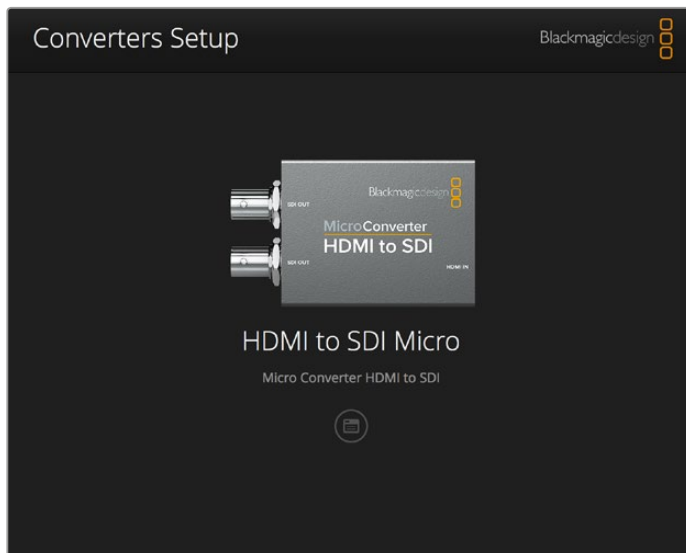 Converters Setup
Blackmagicdesign
Blackmagicdesign
SDI OUT
MicroConverter
HDMI to SDI
SDI OUT
HDMI IN
HDMI to SDI Micro
Micro Converter HDMI to SDI